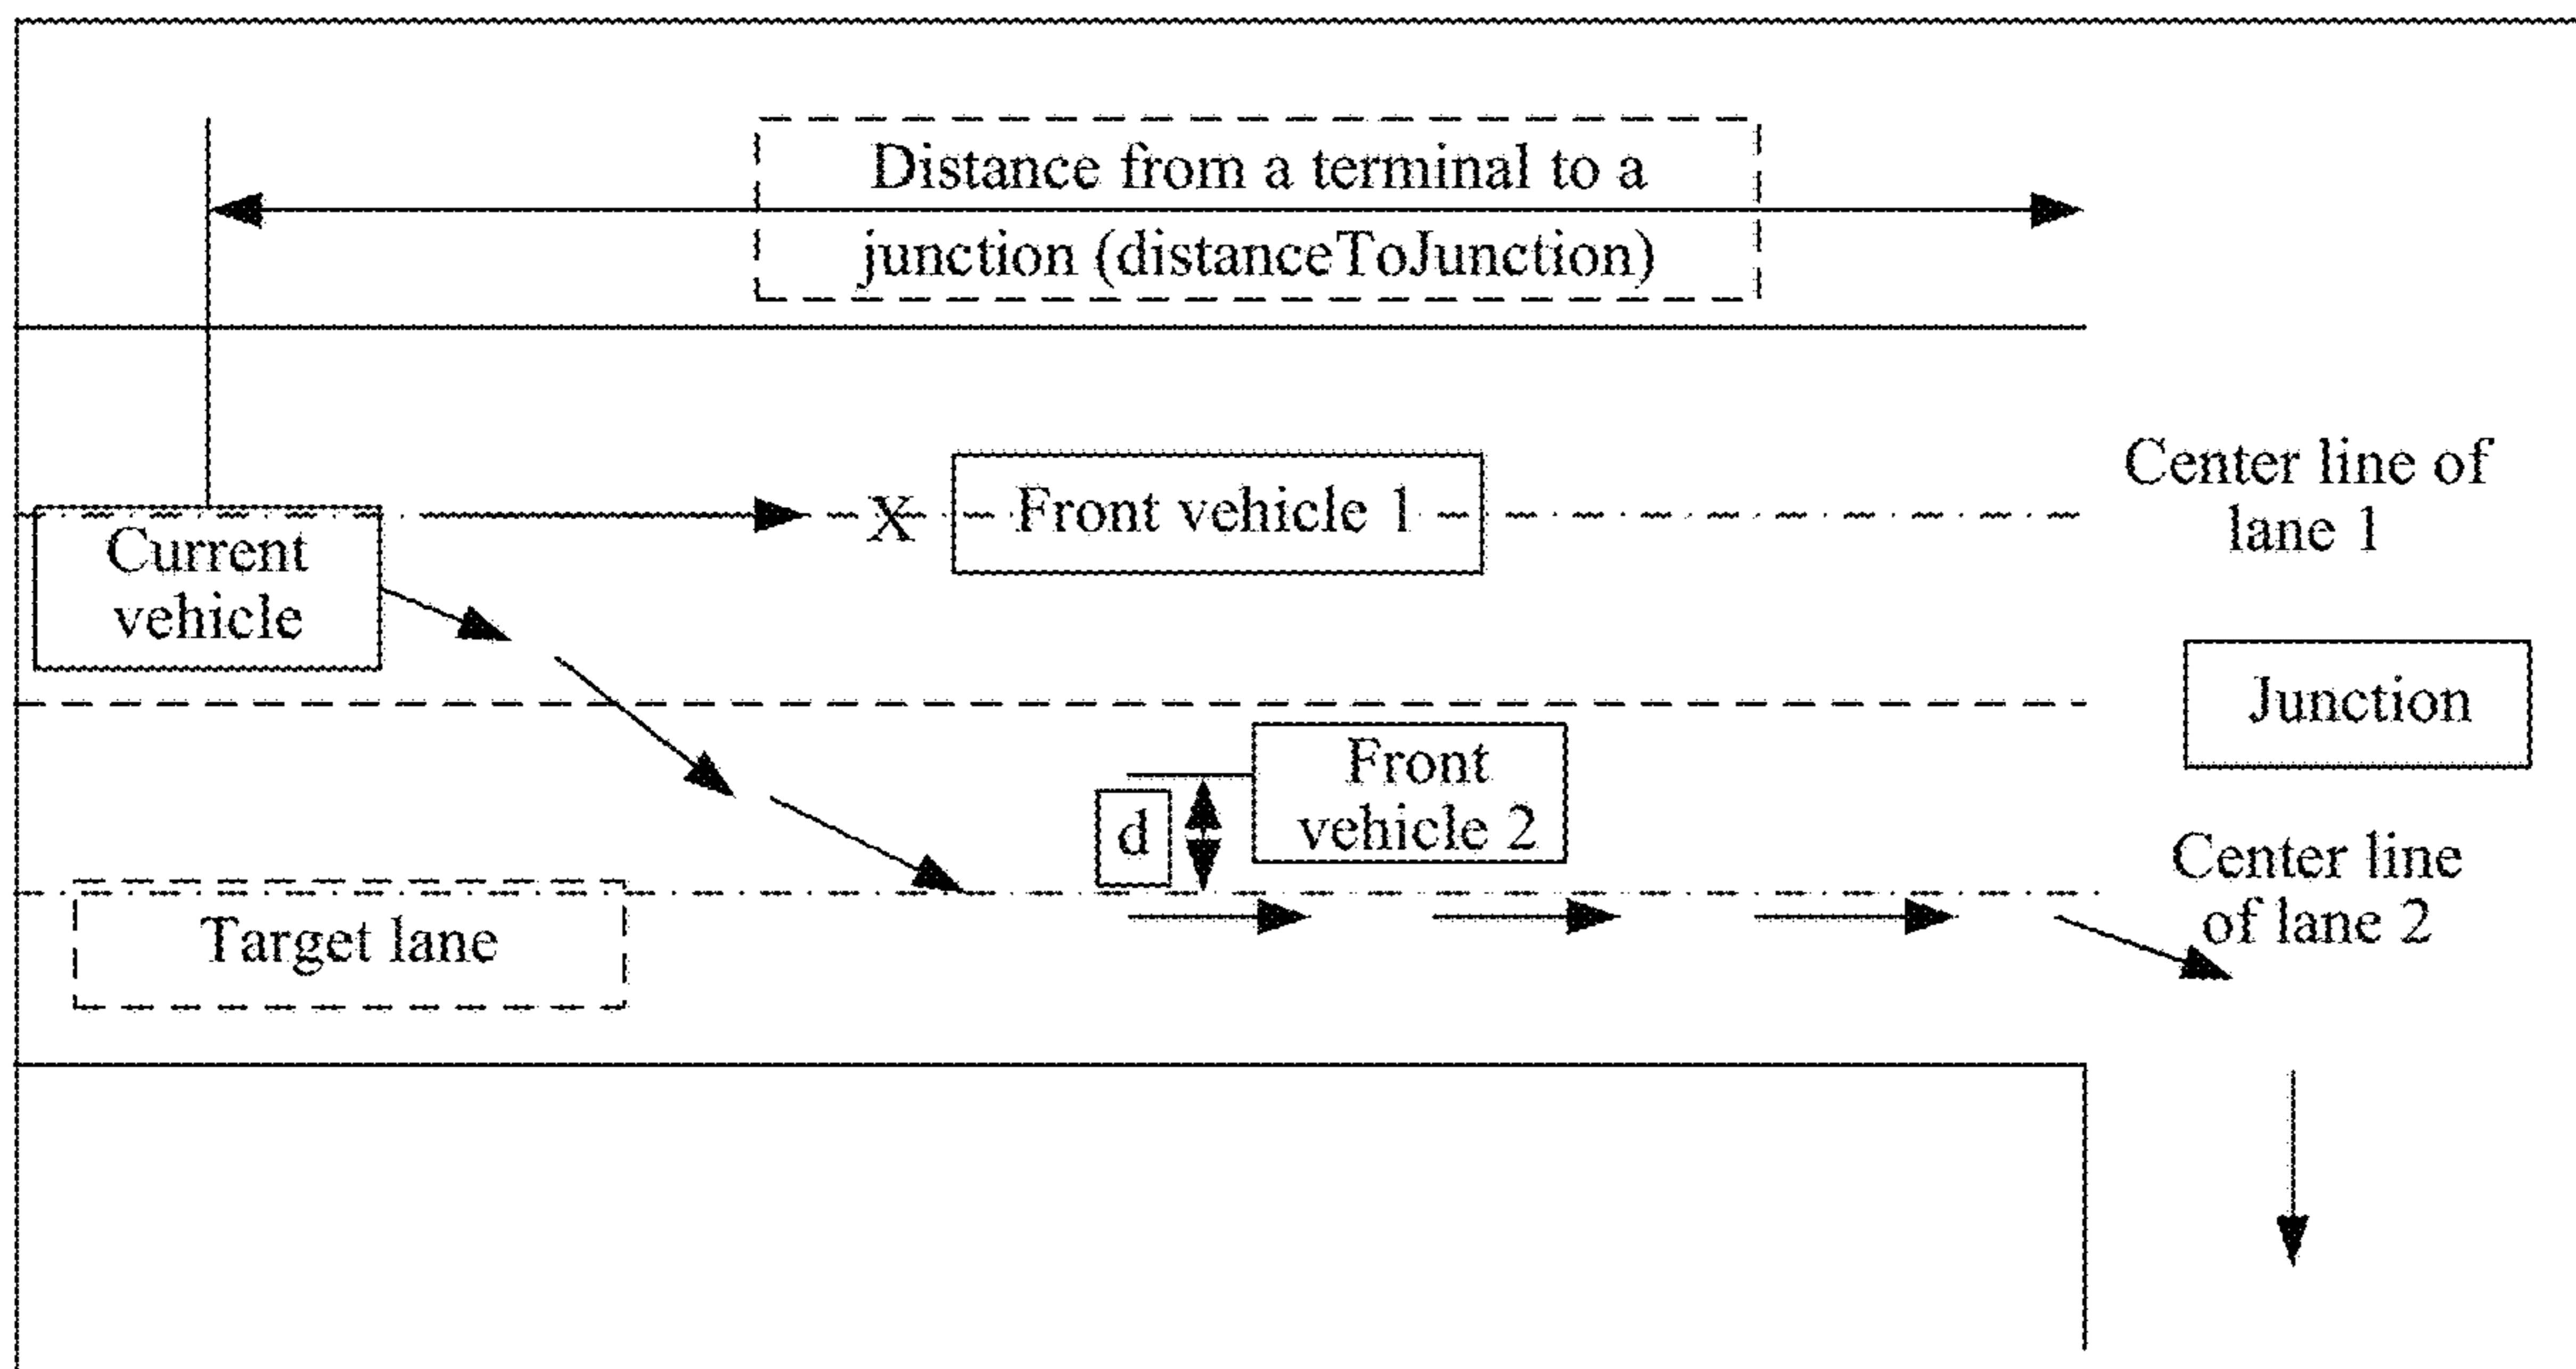 Distance from a terminal to a
junction (distanceToJunction)
Center line of
lane 1
X
Front vehicle 1
Current
vehicle
Junction
Front
vehicle 2
d
Center line
of lane 2
Target lane